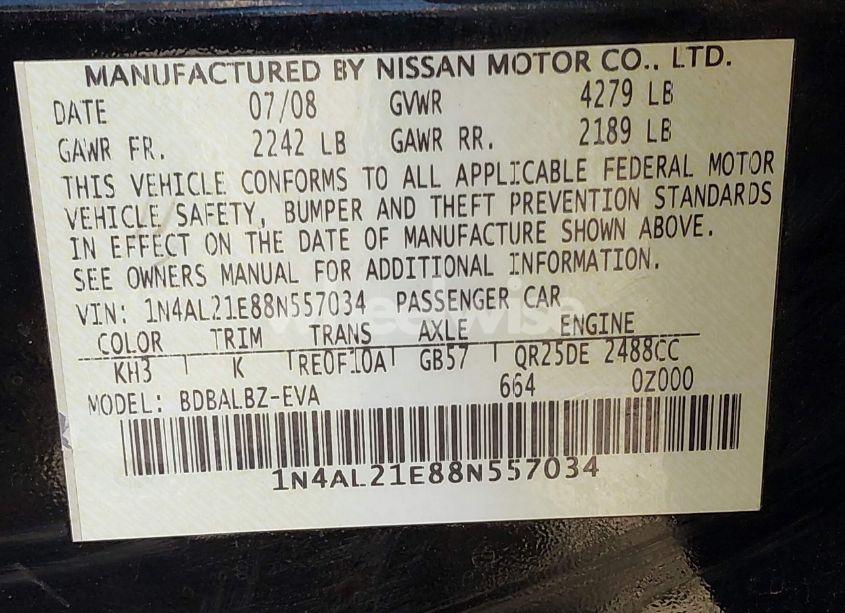 MANUFACTURED BY NISSAN MOTOR CO., LTD.
DATE 07/08 GVWR 4279 LB
GAWR FR. 2242 LB GAWR RR. 2189 LB
THIS VEHICLE CONFORMS TO ALL APPLICABLE FEDERAL MOTOR
VEHICLE SAFETY, BUMPER AND THEFT PREVENTION STANDARDS
IN EFFECT ON THE DATE OF MANUFACTURE SHOWN ABOVE.
SEE OWNERS MANUAL FOR ADDITIONAL INFORMATION.
VIN: 1N4AL21E88N557034 PASSENGER CAR
COLOR TRIM TRANS AXLE ENGINE
KH3 K RE0F10A GB57 QR25DE 2488CC
MODEL: BDBALBZ-EVA 664 0Z000
1N4AL21E88N557034